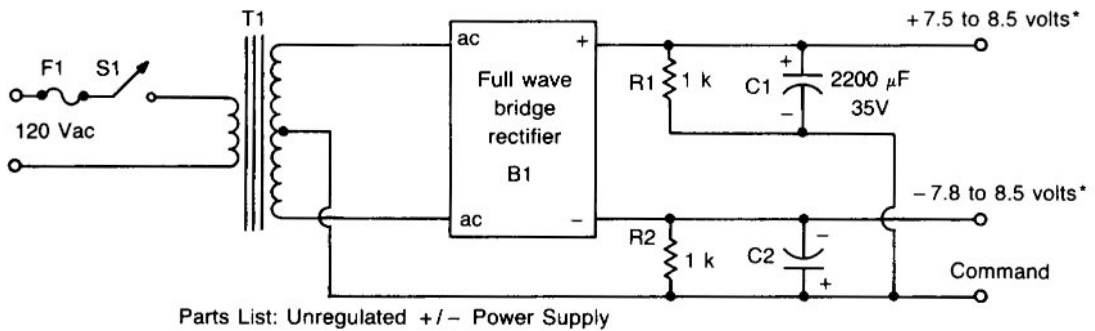 T1
+7.5 to 8.5 volts*
F1
S1
ac
+
+
Full wave
bridge
rectifier
B1
R1
1 k
C1
2200 μF
35V
−
120 Vac
−7.8 to 8.5 volts*
ac
−
−
R2
1 k
C2
+
Command
Parts List: Unregulated +/− Power Supply